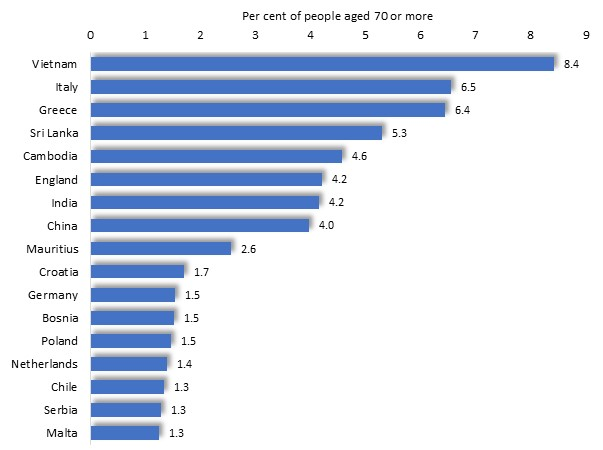 Per cent of people aged 70 or more
0 1 2 3 4 5 6 7 8 9
Vietnam 8.4
Italy 6.5
Greece 6.4
Sri Lanka 5.3
Cambodia 4.6
England 4.2
India 4.2
China 4.0
Mauritius 2.6
Croatia 1.7
Germany 1.5
Bosnia 1.5
Poland 1.5
Netherlands 1.4
Chile 1.3
Serbia 1.3
Malta 1.3